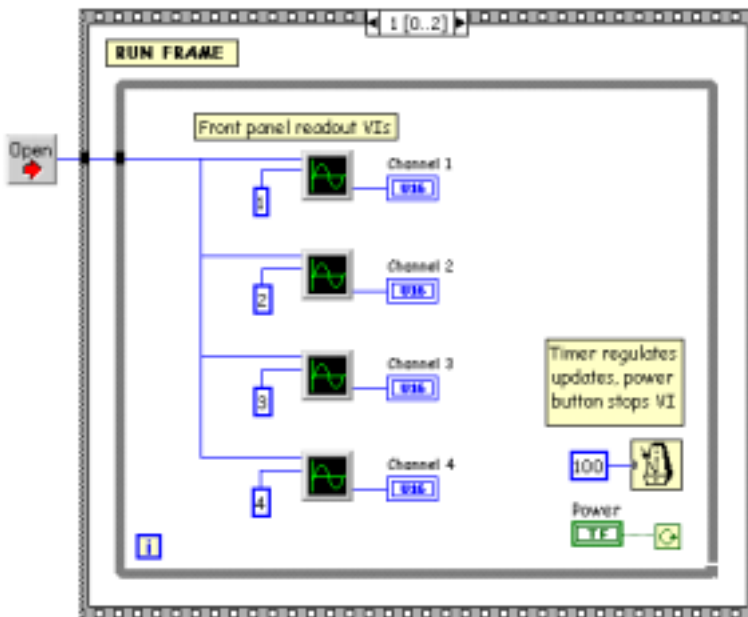 1 [0..2]
RUN FRAME
Front panel readout VIs
Open
Channel 1
U16
1
Channel 2
U16
2
Channel 3
U16
3
Timer regulates
updates, power
button stops VI
Channel 4
U16
4
100
Power
TF
i